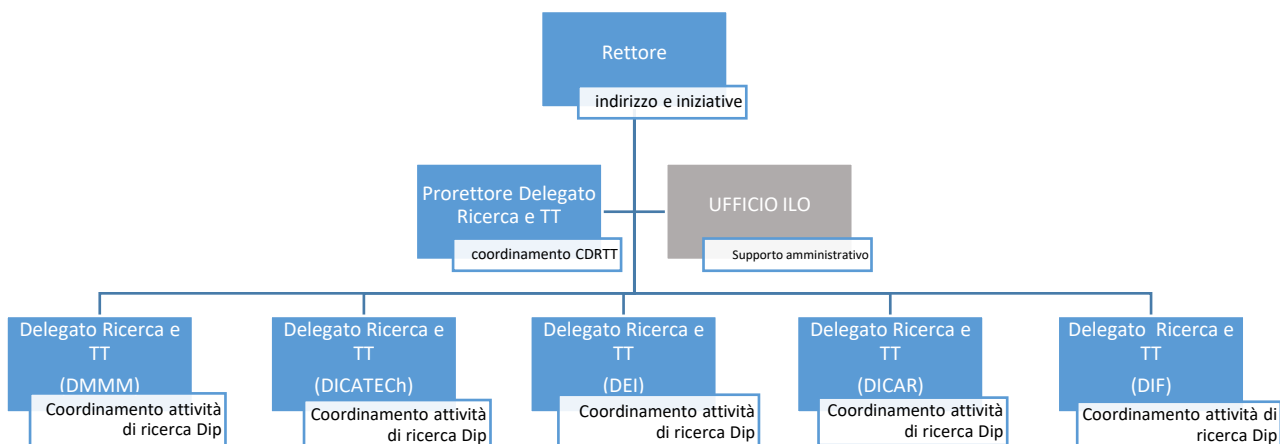 Rettore
indirizzo e iniziative
Prorettore Delegato
Ricerca e TT
coordinamento CDRTT
UFFICIO ILO
Supporto amministrativo
Delegato Ricerca e
TT
(DMMM)
Coordinamento attività
di ricerca Dip
Delegato Ricerca e
TT
(DICATECh)
Coordinamento attività
di ricerca Dip
Delegato Ricerca e
TT
(DEI)
Coordinamento attività
di ricerca Dip
Delegato Ricerca e
TT
(DICAR)
Coordinamento attività
di ricerca Dip
Delegato Ricerca e
TT
(DIF)
Coordinamento attività di
ricerca Dip